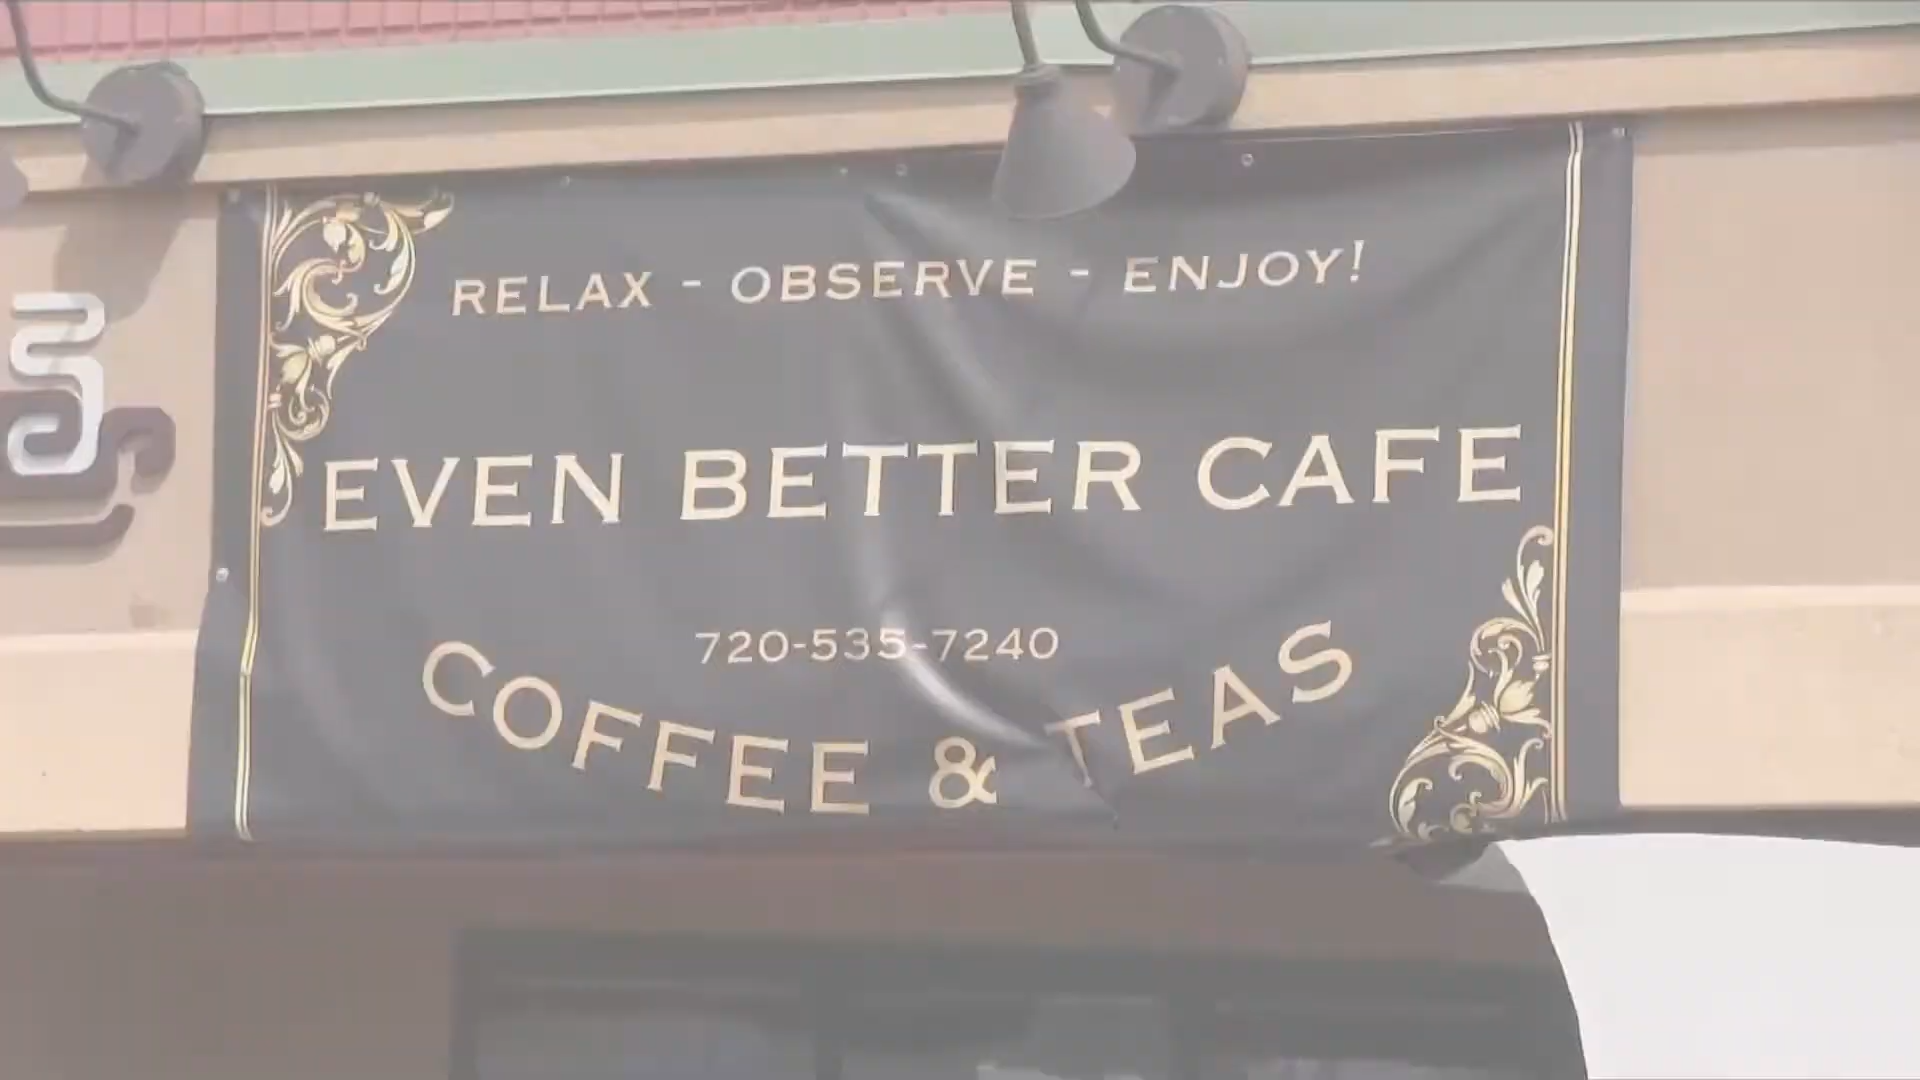 RELAX - OBSERVE - ENJOY!
EVEN BETTER CAFE
720-535-7240
COFFEE & TEAS